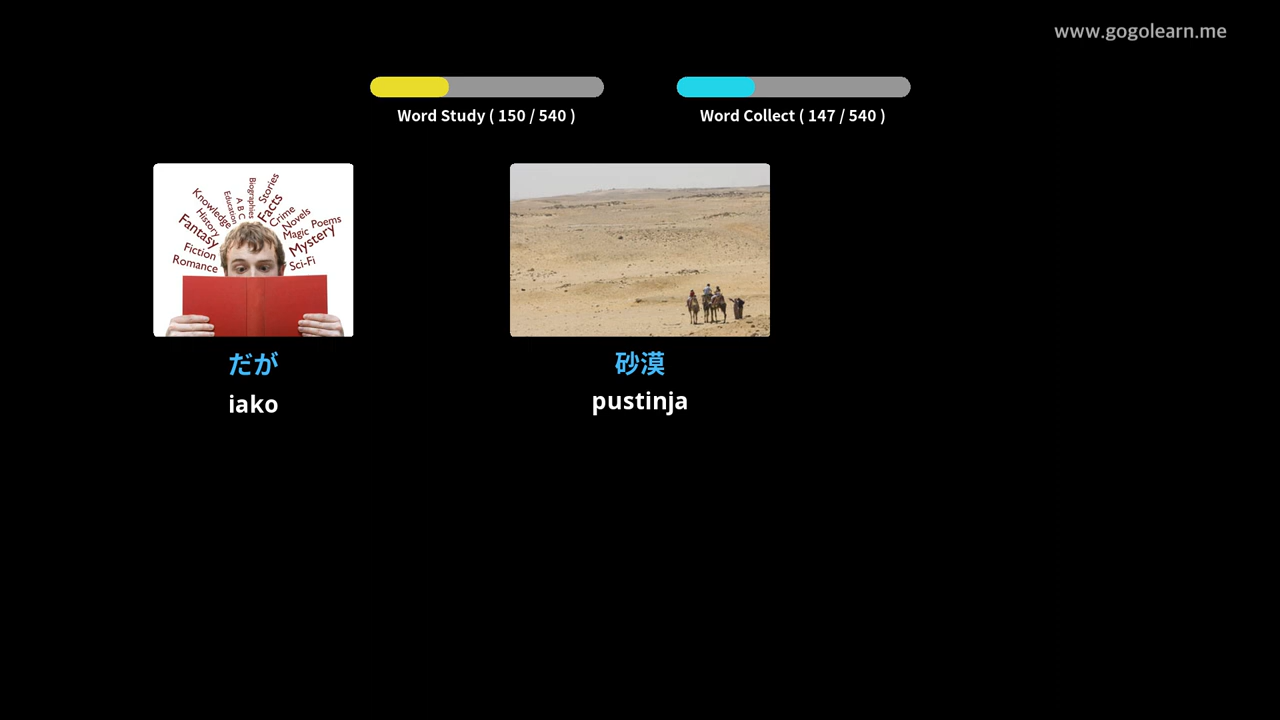 www.gogolearn.me
Word Study ( 150 / 540 )
Word Collect ( 147 / 540 )
Knowledge
History
Fantasy
Fiction
Romance
Education
A B C
Biographies
Stories
Facts
Crime
Novels
Magic
Poems
Mystery
Sci-Fi
だが
iako
砂漠
pustinja